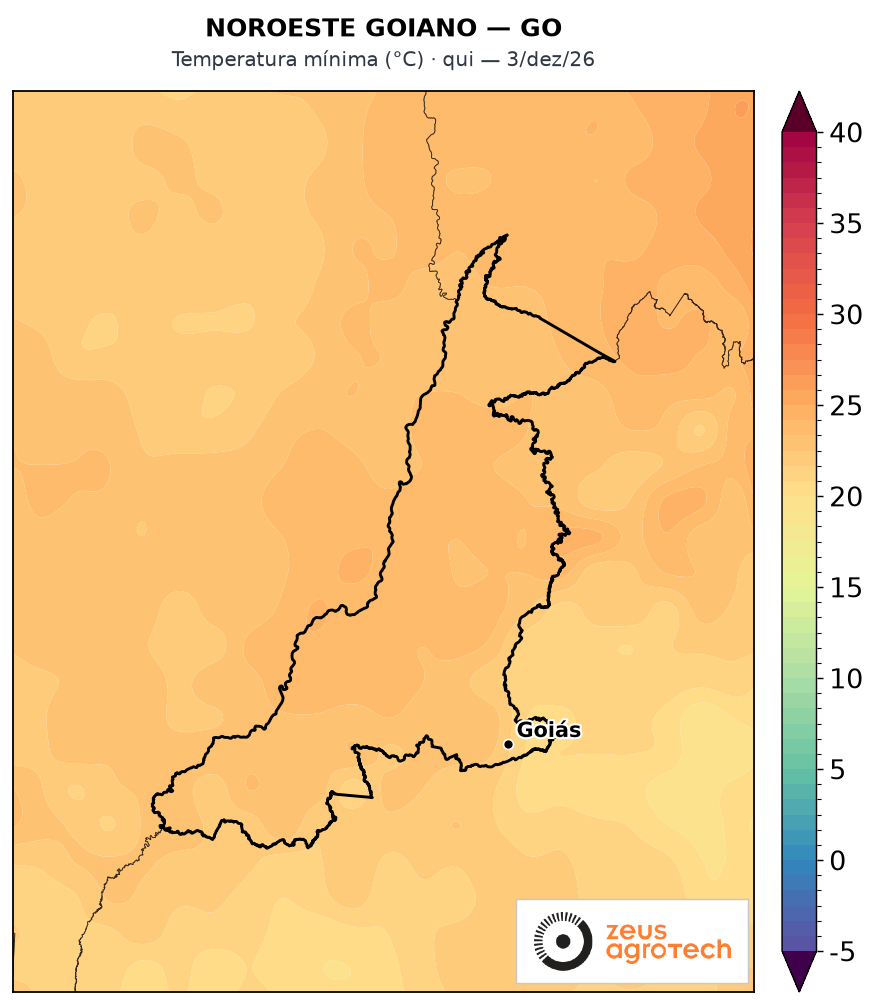 NOROESTE GOIANO — GO
Temperatura mínima (°C) · qui — 3/dez/26
40
35
30
25
20
15
10
5
0
-5
Goiás
zeus
agrotech